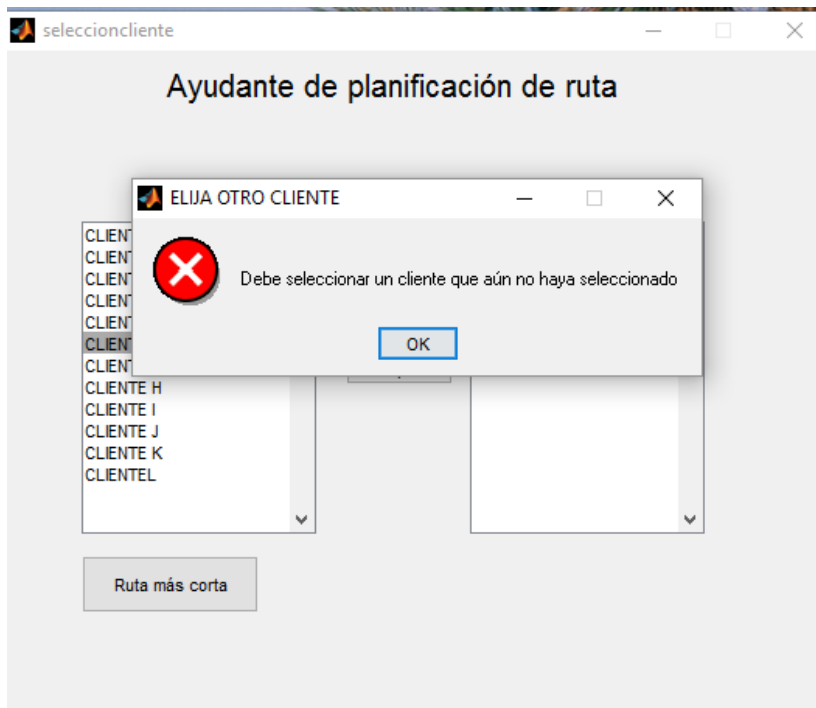 seleccioncliente
Ayudante de planificación de ruta
ELIJA OTRO CLIENTE
Debe seleccionar un cliente que aún no haya seleccionado
OK
CLIENTE H
CLIENTE I
CLIENTE J
CLIENTE K
CLIENTEL
Ruta más corta